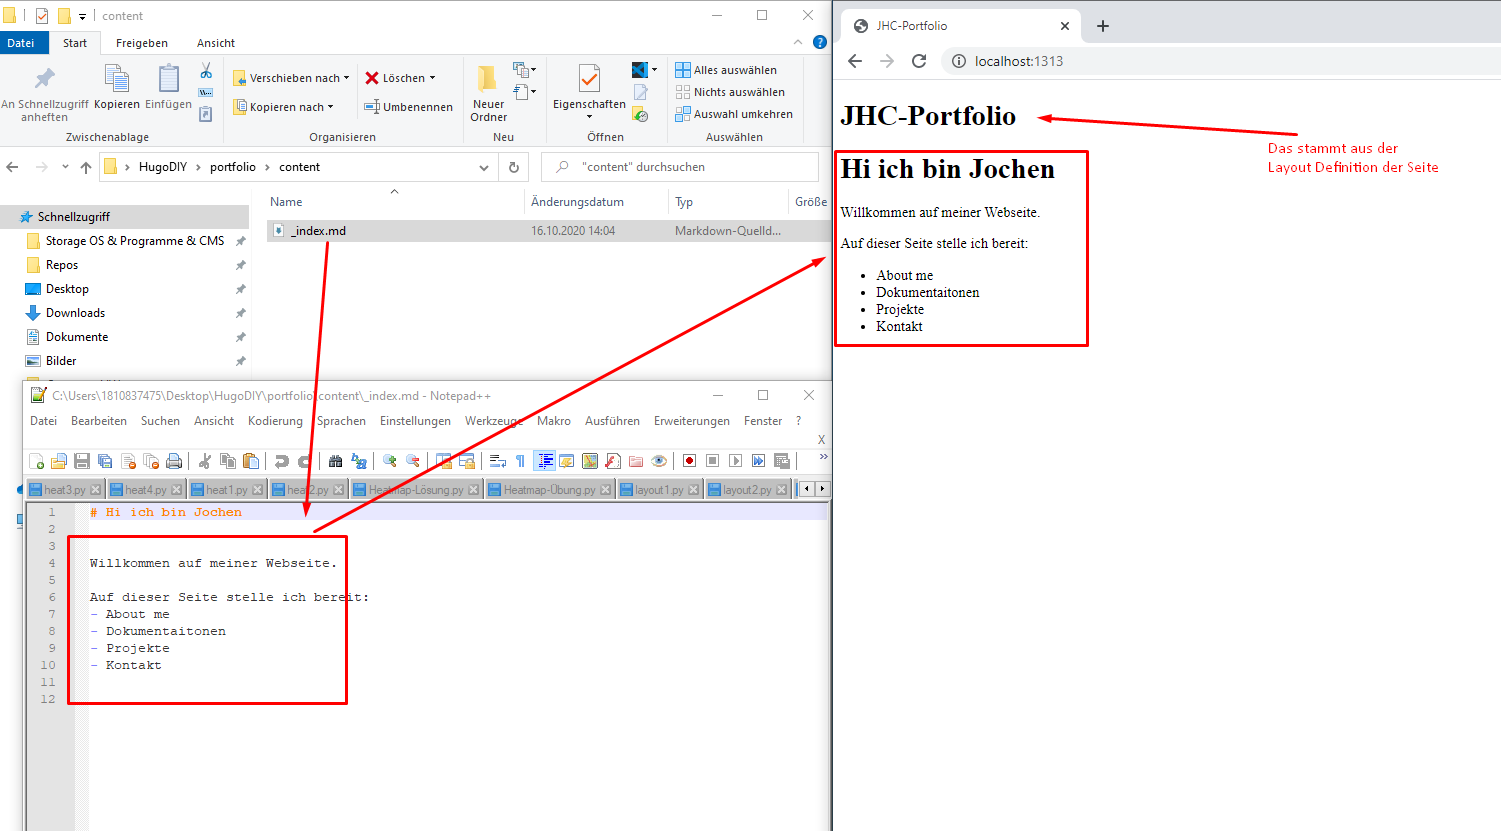 content
Datei Start Freigeben Ansicht
An Schnellzugriff anheften
Kopieren
Einfügen
Zwischenablage
Verschieben nach
Kopieren nach
Löschen
Umbenennen
Organisieren
Neuer Ordner
Neu
Eigenschaften
Öffnen
Alles auswählen
Nichts auswählen
Auswahl umkehren
Auswählen
HugoDIY › portfolio › content
"content" durchsuchen
Name Änderungsdatum Typ Größe
_index.md 16.10.2020 14:04 Markdown-Quelld...
Schnellzugriff
Storage OS & Programme & CMS
Repos
Desktop
Downloads
Dokumente
Bilder
C:\Users\1810837475\Desktop\HugoDIY\portfolio\content\_index.md - Notepad++
Datei Bearbeiten Suchen Ansicht Kodierung Sprachen Einstellungen Werkzeuge Makro Ausführen Erweiterungen Fenster ?
X
heat3.py heat4.py heat1.py heat2.py Heatmap-Lösung.py Heatmap-Übung.py layout1.py layout2.py
1 # Hi ich bin Jochen
2
3
4 Willkommen auf meiner Webseite.
5
6 Auf dieser Seite stelle ich bereit:
7 - About me
8 - Dokumentaitonen
9 - Projekte
10 - Kontakt
11
12
JHC-Portfolio
localhost:1313
JHC-Portfolio
Das stammt aus der
Layout Definition der Seite
Hi ich bin Jochen
Willkommen auf meiner Webseite.
Auf dieser Seite stelle ich bereit:
• About me
• Dokumentaitonen
• Projekte
• Kontakt